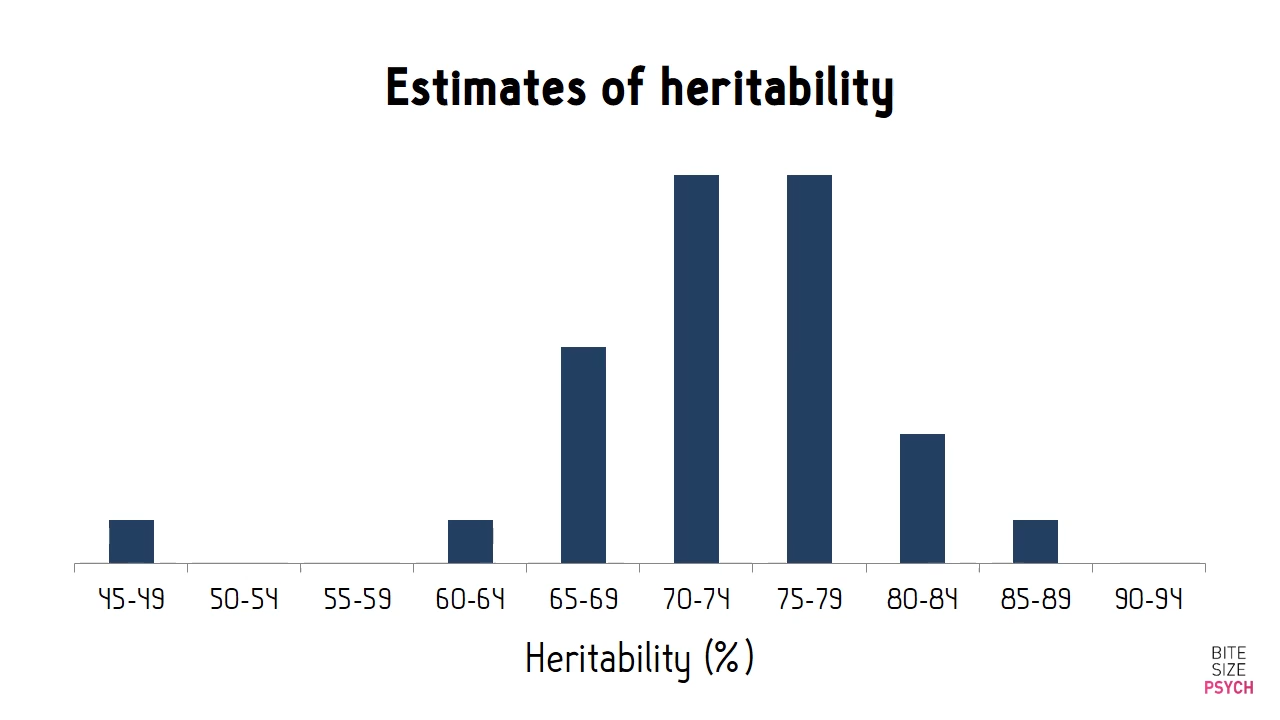 Estimates of heritability
45-49 50-54 55-59 60-64 65-69 70-74 75-79 80-84 85-89 90-94
Heritability (%)
BITE
SIZE
PSYCH